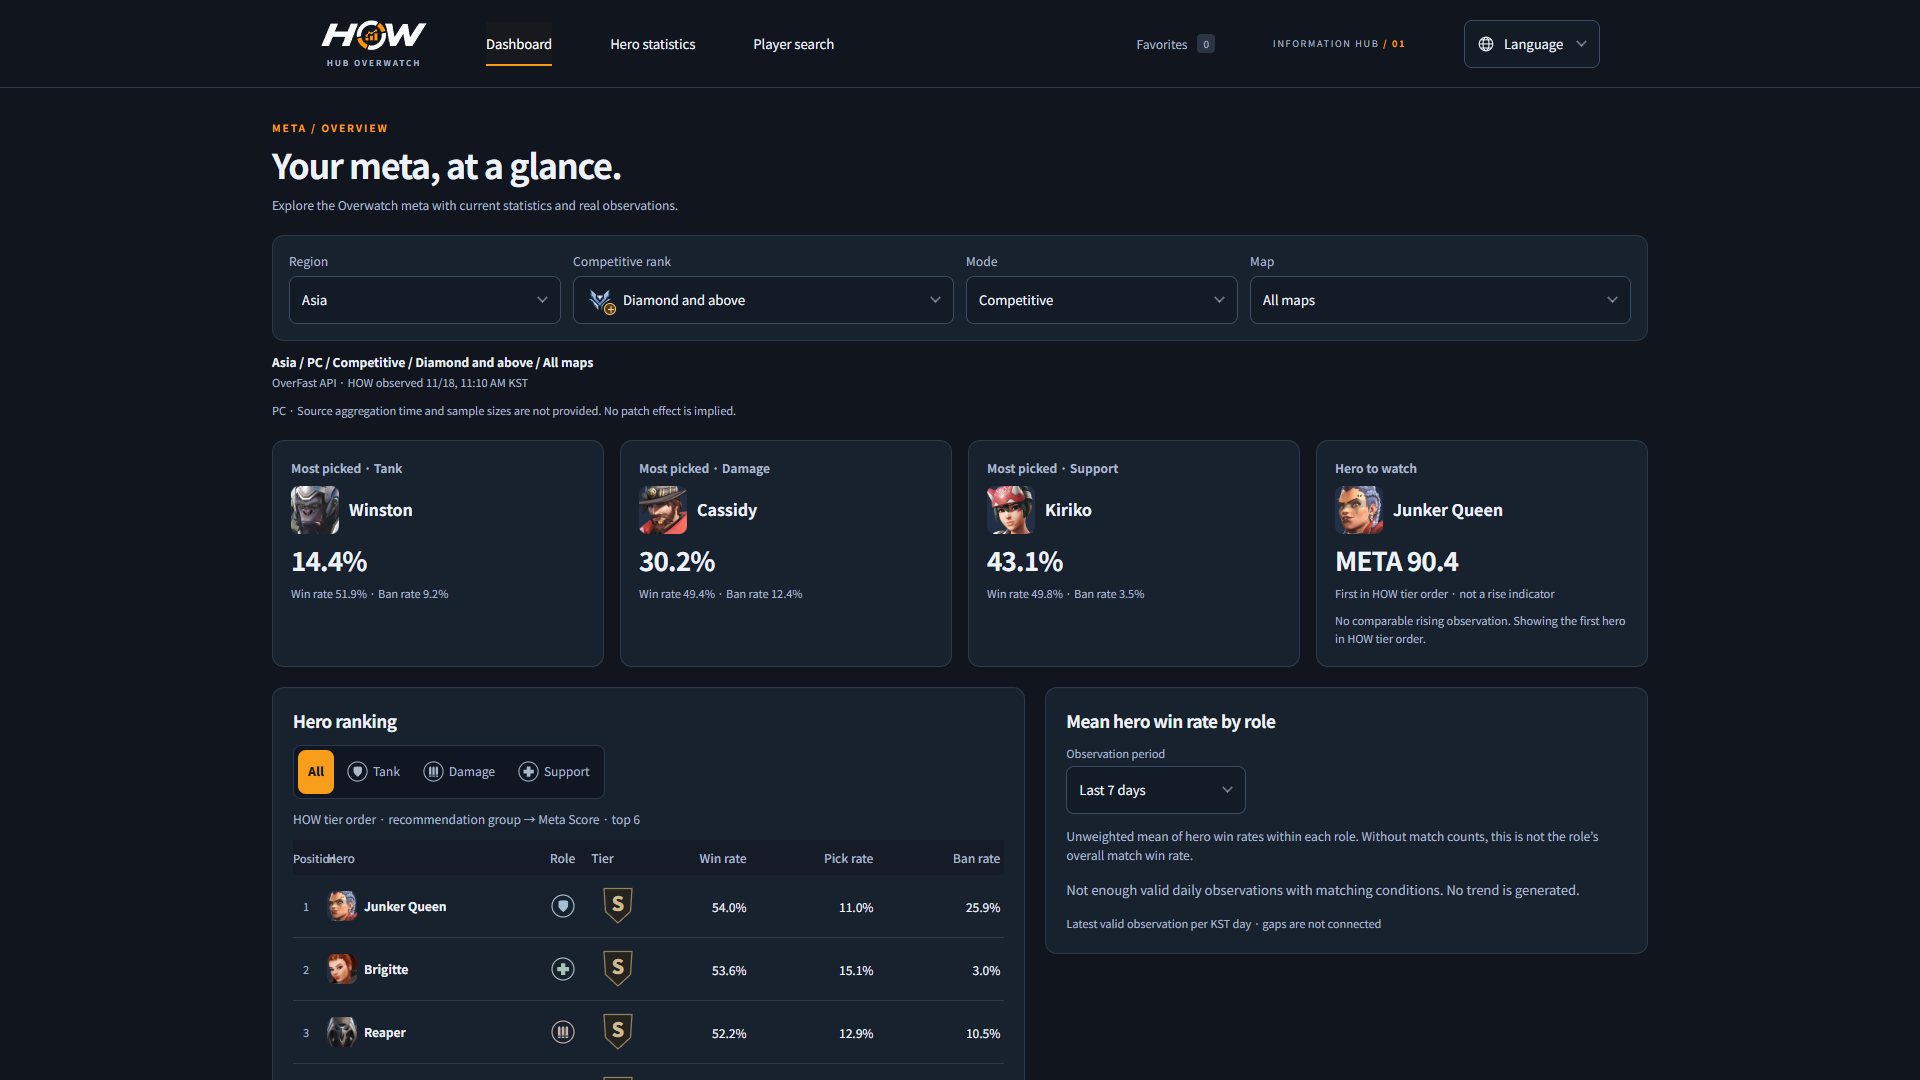 HOW
HUB OVERWATCH
Dashboard
Hero statistics
Player search
Favorites 0
INFORMATION HUB / 01
Language
META / OVERVIEW
Your meta, at a glance.
Explore the Overwatch meta with current statistics and real observations.
Region
Competitive rank
Mode
Map
Asia
Diamond and above
Competitive
All maps
Asia / PC / Competitive / Diamond and above / All maps
OverFast API · HOW observed 11/18, 11:10 AM KST
PC · Source aggregation time and sample sizes are not provided. No patch effect is implied.
Most picked · Tank
Winston
14.4%
Win rate 51.9% · Ban rate 9.2%
Most picked · Damage
Cassidy
30.2%
Win rate 49.4% · Ban rate 12.4%
Most picked · Support
Kiriko
43.1%
Win rate 49.8% · Ban rate 3.5%
Hero to watch
Junker Queen
META 90.4
First in HOW tier order · not a rise indicator
No comparable rising observation. Showing the first hero
in HOW tier order.
Hero ranking
All Tank Damage Support
HOW tier order · recommendation group → Meta Score · top 6
Position Hero Role Tier Win rate Pick rate Ban rate
1 Junker Queen S 54.0% 11.0% 25.9%
2 Brigitte S 53.6% 15.1% 3.0%
3 Reaper S 52.2% 12.9% 10.5%
Mean hero win rate by role
Observation period
Last 7 days
Unweighted mean of hero win rates within each role. Without match counts, this is not the role's
overall match win rate.
Not enough valid daily observations with matching conditions. No trend is generated.
Latest valid observation per KST day · gaps are not connected